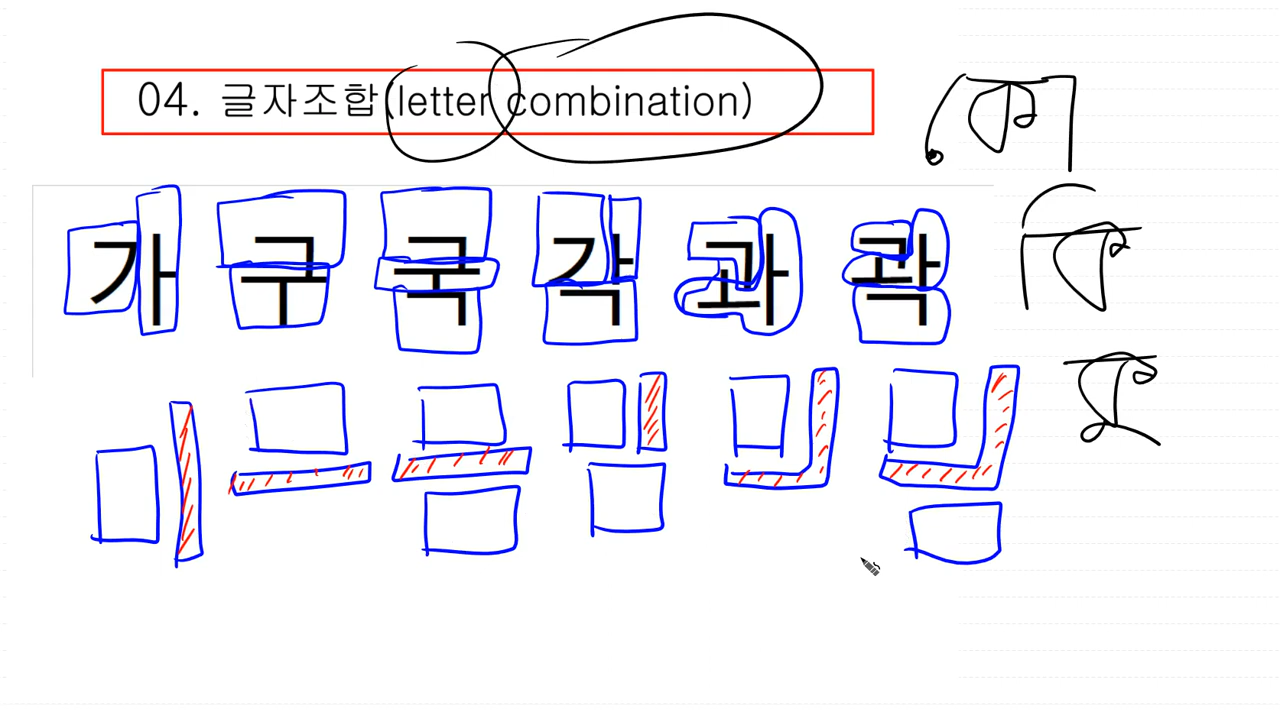 04. 글자조합(letter combination)
가 구 국 각 과 곽
কো
কি
কু